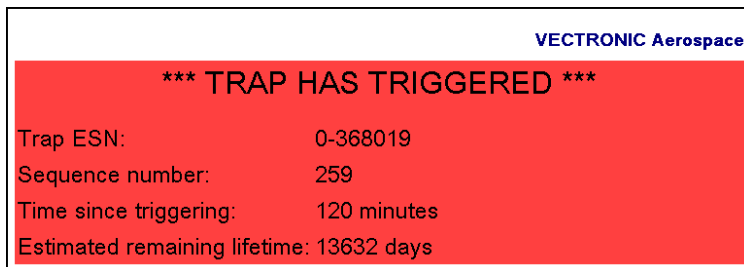 VECTRONIC Aerospace
*** TRAP HAS TRIGGERED ***
Trap ESN: 0-368019
Sequence number: 259
Time since triggering: 120 minutes
Estimated remaining lifetime: 13632 days